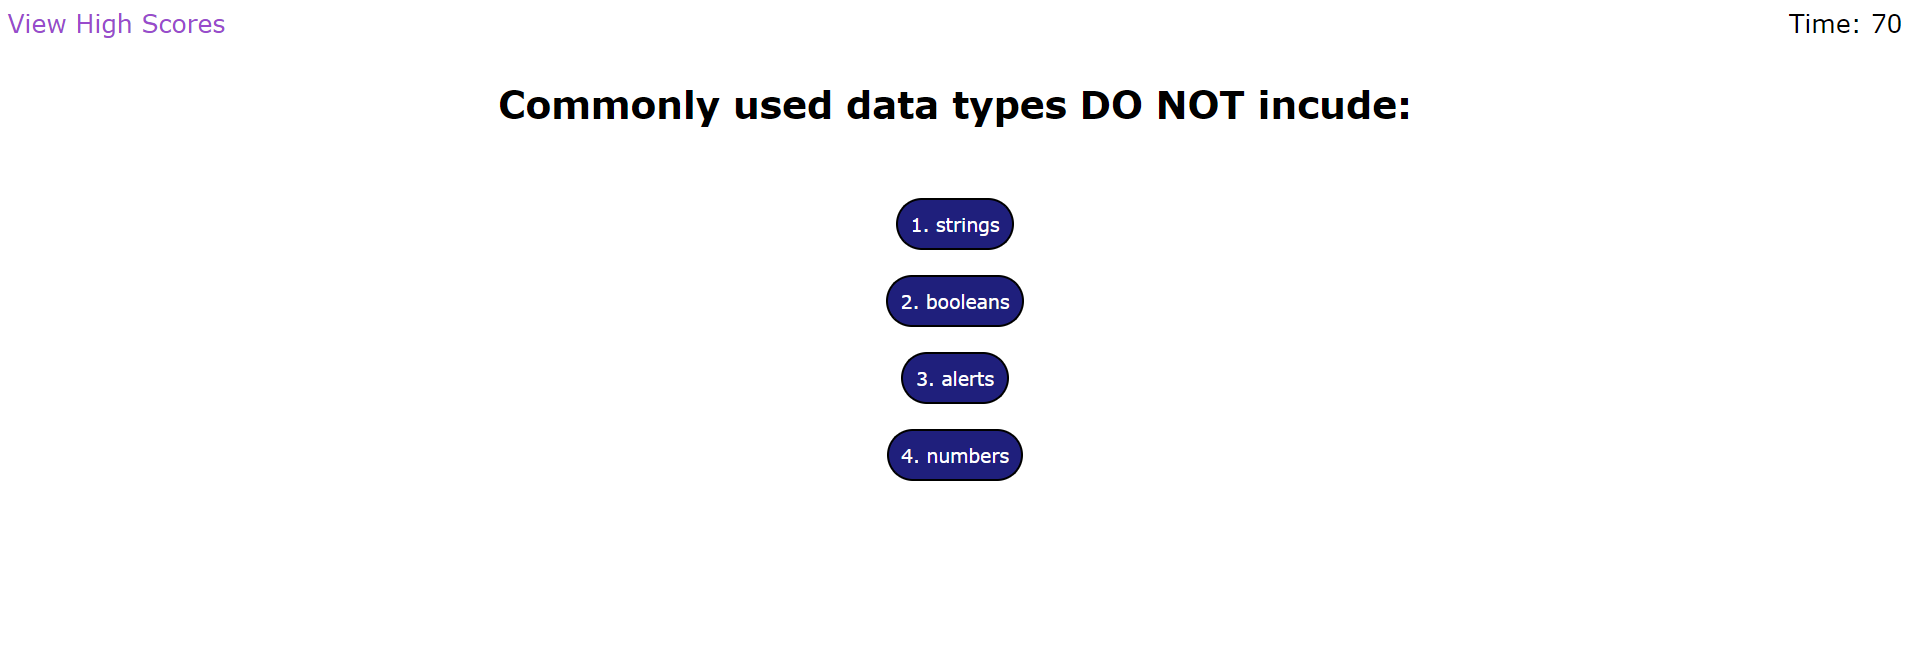 View High Scores
Time: 70
Commonly used data types DO NOT incude:
1. strings
2. booleans
3. alerts
4. numbers